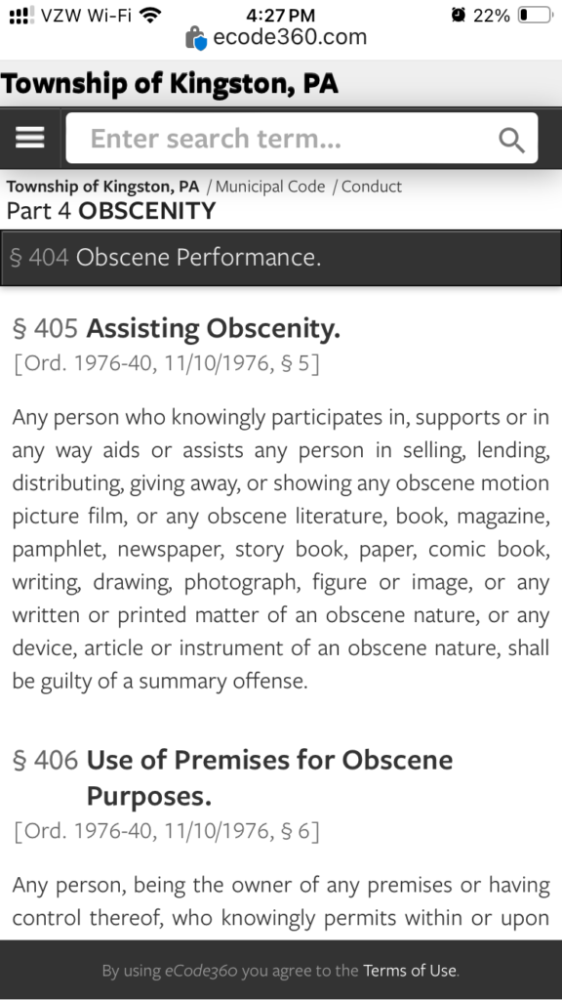 VZW Wi-Fi 4:27 PM 22%
ecode360.com
Township of Kingston, PA
Enter search term...
Township of Kingston, PA / Municipal Code / Conduct
Part 4 OBSCENITY
§ 404 Obscene Performance.
§ 405 Assisting Obscenity.
[Ord. 1976-40, 11/10/1976, § 5]
Any person who knowingly participates in, supports or in
any way aids or assists any person in selling, lending,
distributing, giving away, or showing any obscene motion
picture film, or any obscene literature, book, magazine,
pamphlet, newspaper, story book, paper, comic book,
writing, drawing, photograph, figure or image, or any
written or printed matter of an obscene nature, or any
device, article or instrument of an obscene nature, shall
be guilty of a summary offense.
§ 406 Use of Premises for Obscene
Purposes.
[Ord. 1976-40, 11/10/1976, § 6]
Any person, being the owner of any premises or having
control thereof, who knowingly permits within or upon
By using eCode360 you agree to the Terms of Use.